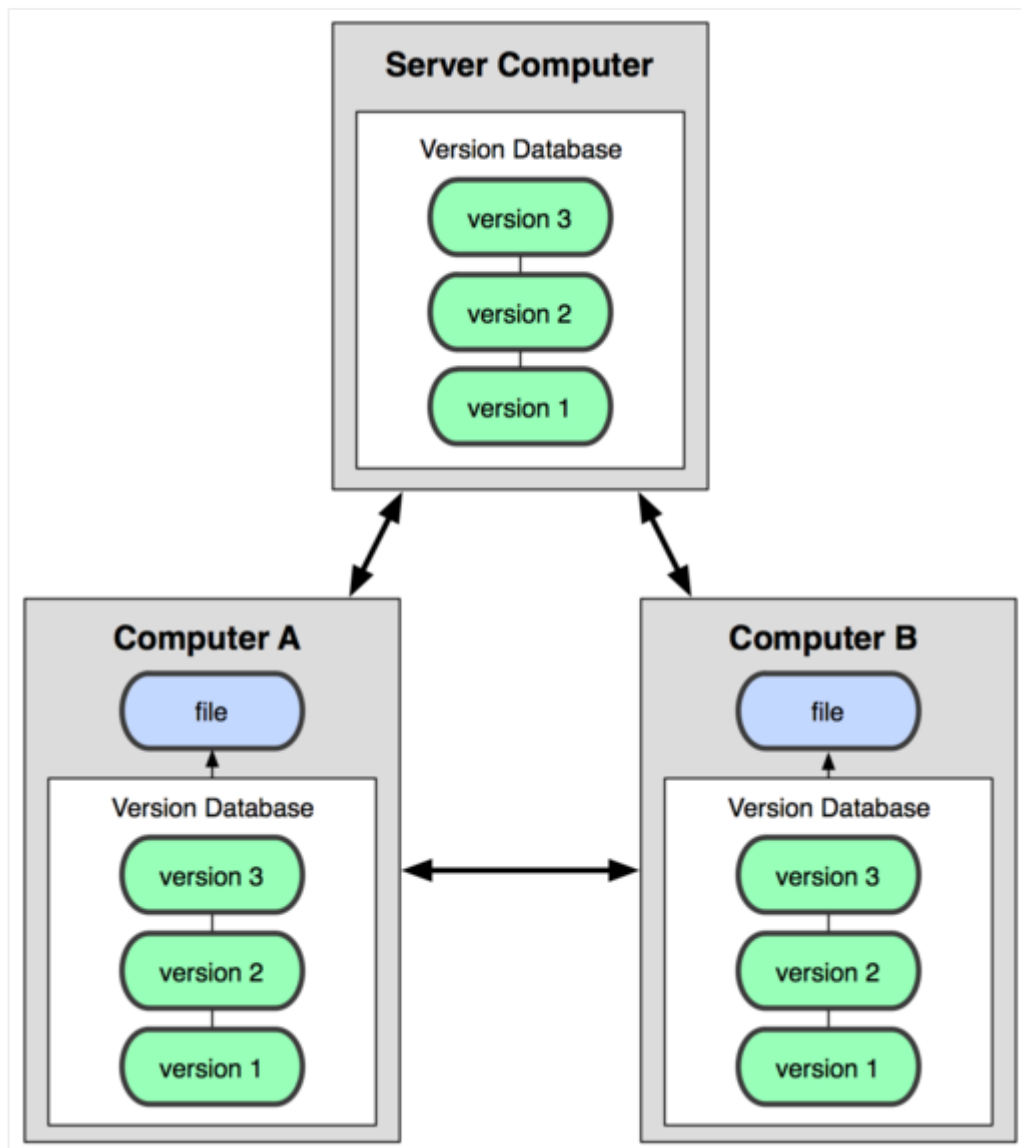 Server Computer
Version Database
version 3
version 2
version 1
Computer A
file
Version Database
version 3
version 2
version 1
Computer B
file
Version Database
version 3
version 2
version 1